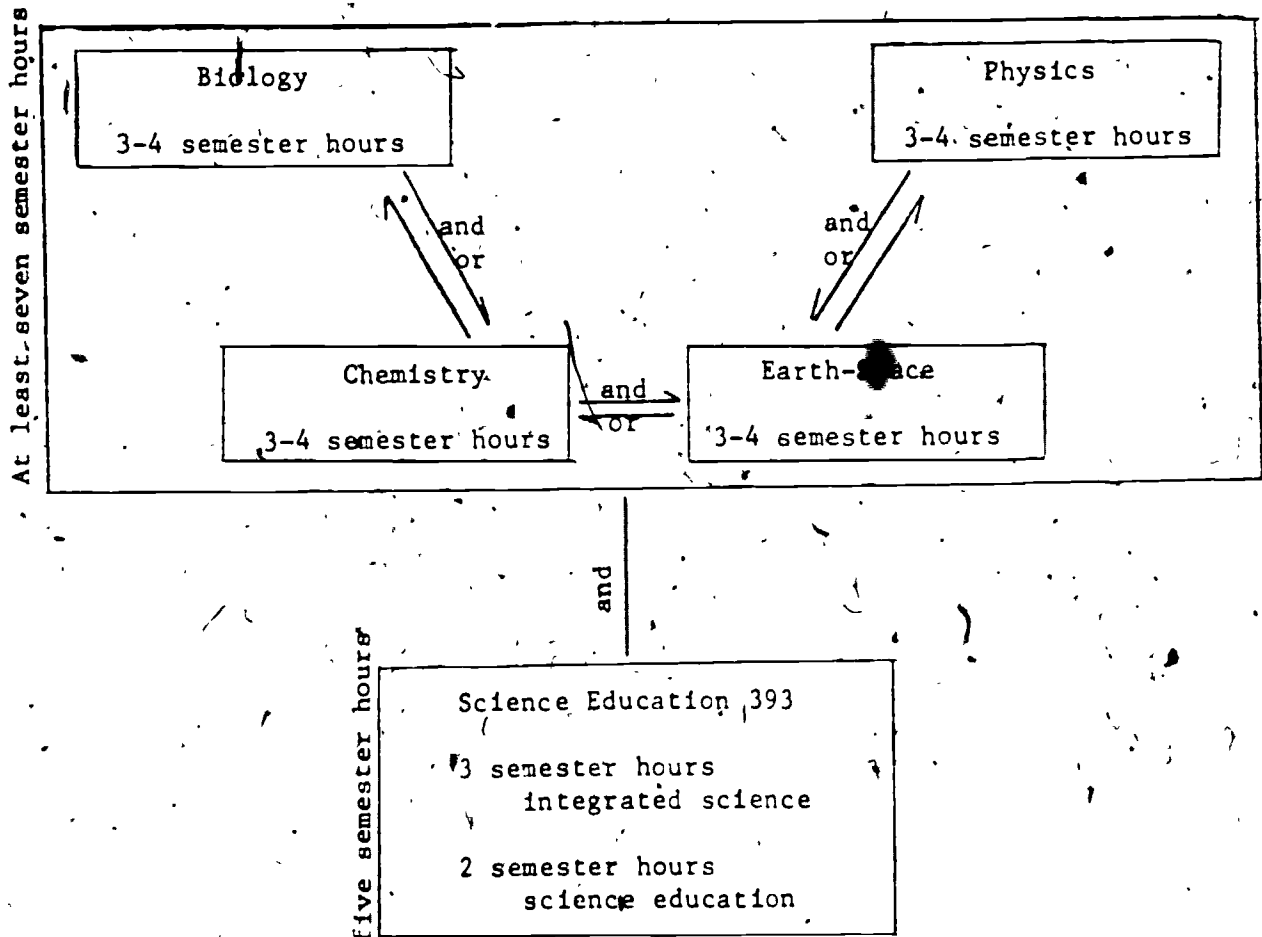 At least seven semester hours
Biology
3-4 semester hours
Physics
3-4 semester hours
and
or
and
or
Chemistry
3-4 semester hours
and
or
Earth-
3-4 semester hours
and
five semester hours
Science Education 393
3 semester hours
integrated science
2 semester hours
science education